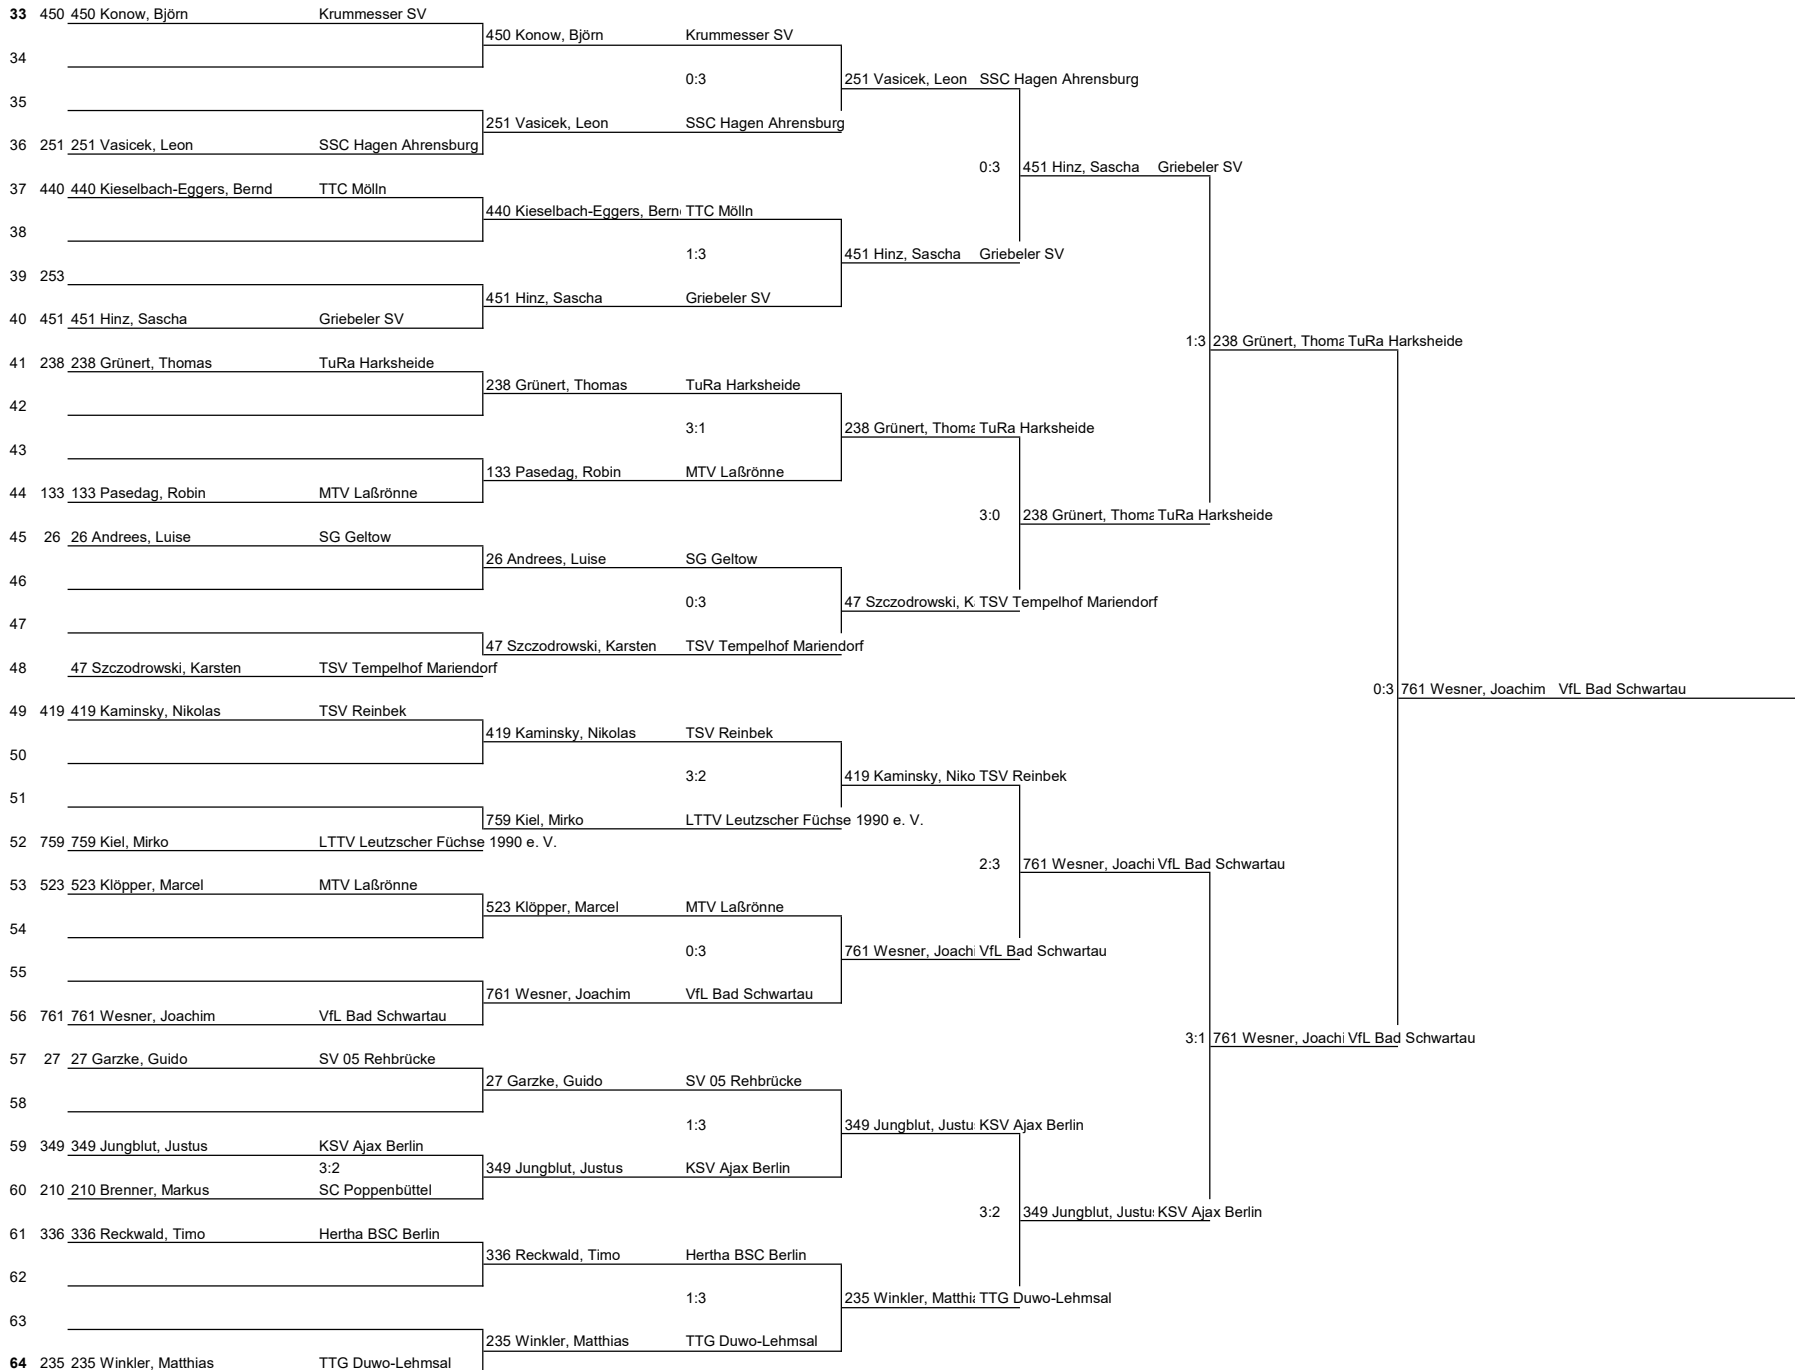 33 450 450 Konow, Björn Krummesser SV
450 Konow, Björn Krummesser SV
34
0:3 251 Vasicek, Leon SSC Hagen Ahrensburg
35
251 Vasicek, Leon SSC Hagen Ahrensburg
36 251 251 Vasicek, Leon SSC Hagen Ahrensburg
0:3 451 Hinz, Sascha Griebeler SV
37 440 440 Kieselbach-Eggers, Bernd TTC Mölln
440 Kieselbach-Eggers, Bern TTC Mölln
38
1:3 451 Hinz, Sascha Griebeler SV
39 253
451 Hinz, Sascha Griebeler SV
40 451 451 Hinz, Sascha Griebeler SV
1:3 238 Grünert, Thoma TuRa Harksheide
41 238 238 Grünert, Thomas TuRa Harksheide
238 Grünert, Thomas TuRa Harksheide
42
3:1 238 Grünert, Thoma TuRa Harksheide
43
133 Pasedag, Robin MTV Laßrönne
44 133 133 Pasedag, Robin MTV Laßrönne
3:0 238 Grünert, Thoma TuRa Harksheide
45 26 26 Andrees, Luise SG Geltow
26 Andrees, Luise SG Geltow
46
0:3 47 Szczodrowski, K TSV Tempelhof Mariendorf
47
47 Szczodrowski, Karsten TSV Tempelhof Mariendorf
48 47 Szczodrowski, Karsten TSV Tempelhof Mariendorf
0:3 761 Wesner, Joachim VfL Bad Schwartau
49 419 419 Kaminsky, Nikolas TSV Reinbek
419 Kaminsky, Nikolas TSV Reinbek
50
3:2 419 Kaminsky, Niko TSV Reinbek
51
759 Kiel, Mirko LTTV Leutzscher Füchse 1990 e. V.
52 759 759 Kiel, Mirko LTTV Leutzscher Füchse 1990 e. V.
2:3 761 Wesner, Joachi VfL Bad Schwartau
53 523 523 Klöpper, Marcel MTV Laßrönne
523 Klöpper, Marcel MTV Laßrönne
54
0:3 761 Wesner, Joachi VfL Bad Schwartau
55
761 Wesner, Joachim VfL Bad Schwartau
56 761 761 Wesner, Joachim VfL Bad Schwartau
3:1 761 Wesner, Joachi VfL Bad Schwartau
57 27 27 Garzke, Guido SV 05 Rehbrücke
27 Garzke, Guido SV 05 Rehbrücke
58
1:3 349 Jungblut, Justu KSV Ajax Berlin
59 349 349 Jungblut, Justus KSV Ajax Berlin
3:2 349 Jungblut, Justus KSV Ajax Berlin
60 210 210 Brenner, Markus SC Poppenbüttel
3:2 349 Jungblut, Justu KSV Ajax Berlin
61 336 336 Reckwald, Timo Hertha BSC Berlin
336 Reckwald, Timo Hertha BSC Berlin
62
1:3 235 Winkler, Matthi TTG Duwo-Lehmsal
63
235 Winkler, Matthias TTG Duwo-Lehmsal
64 235 235 Winkler, Matthias TTG Duwo-Lehmsal